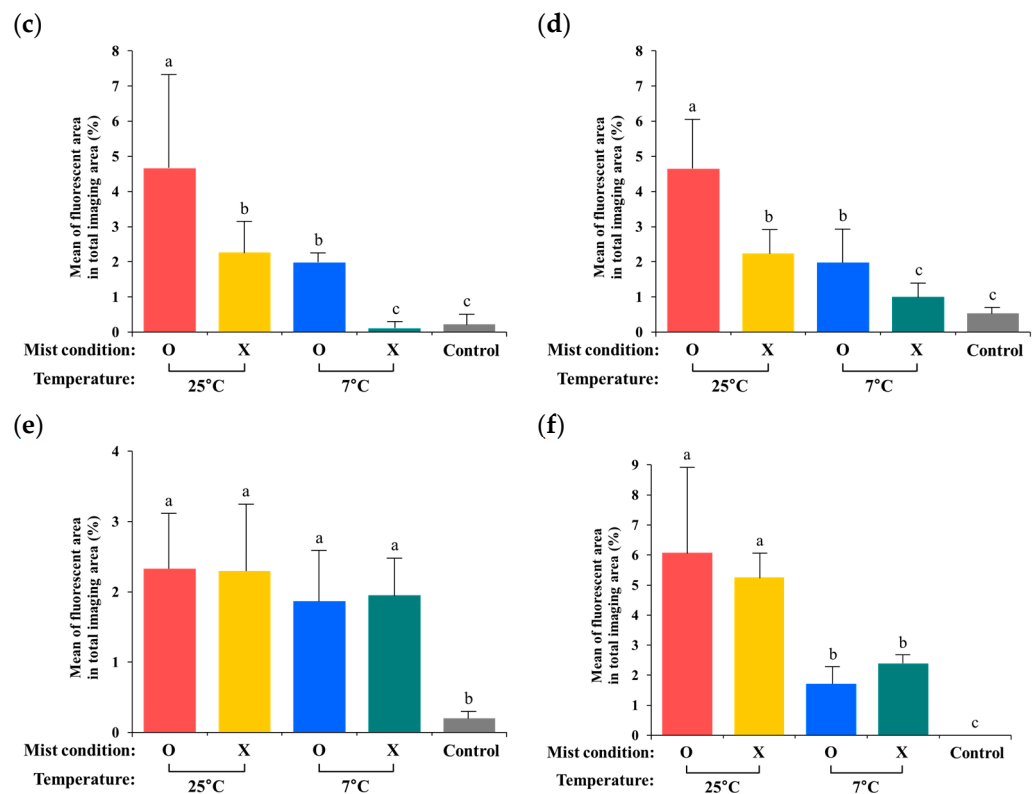 (c)
Mean of fluorescent area
in total imaging area (%)
8
7
6
5
4
3
2
1
0
a
b
b
c
c
Mist condition: O X O X Control
Temperature: 25°C 7°C
(d)
Mean of fluorescent area
in total imaging area (%)
8
7
6
5
4
3
2
1
0
a
b
b
c
c
Mist condition: O X O X Control
Temperature: 25°C 7°C
(e)
Mean of fluorescent area
in total imaging area (%)
4
3
2
1
0
a
a
a
a
b
Mist condition: O X O X Control
Temperature: 25°C 7°C
(f)
Mean of fluorescent area
in total imaging area (%)
9
8
7
6
5
4
3
2
1
0
a
a
b
b
c
Mist condition: O X O X Control
Temperature: 25°C 7°C